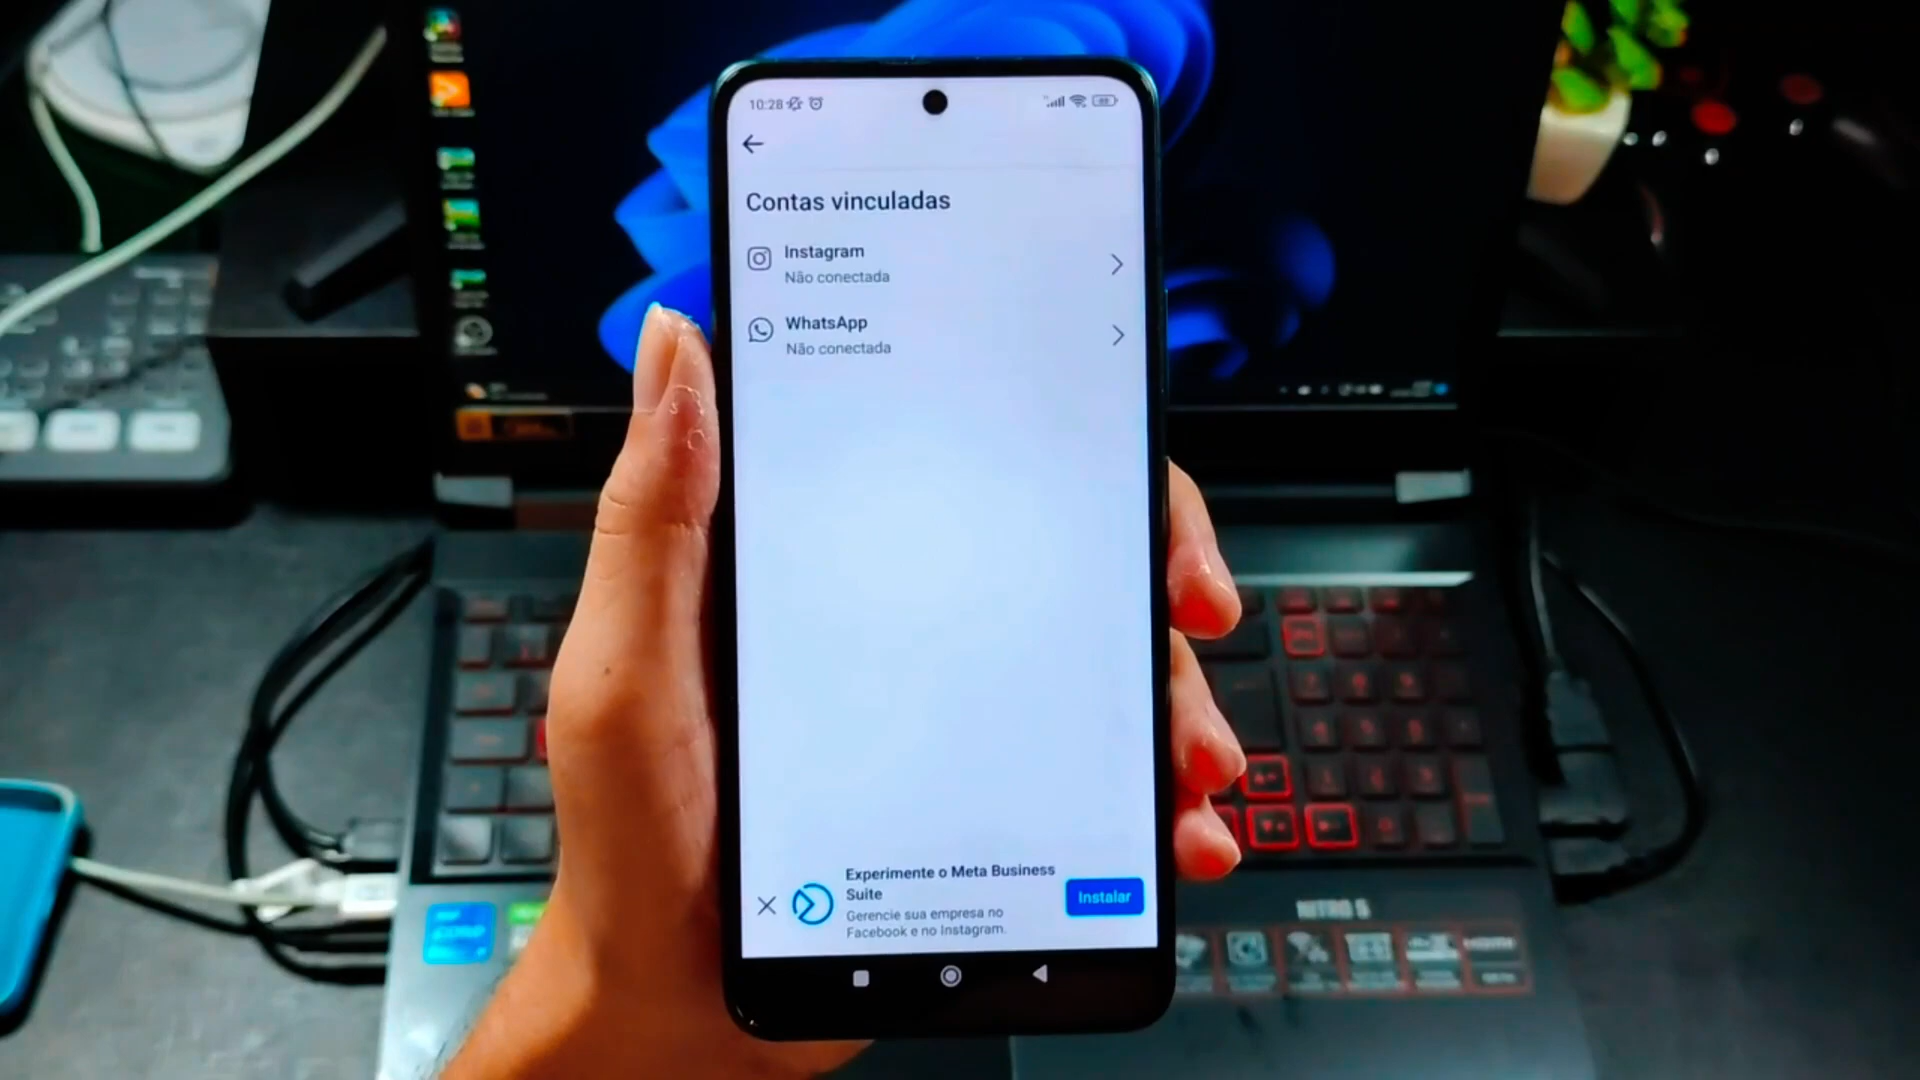 10:28
Contas vinculadas
Instagram
Não conectada
WhatsApp
Não conectada
Experimente o Meta Business
Suite
Gerencie sua empresa no
Facebook e no Instagram.
Instalar
NITRO 5